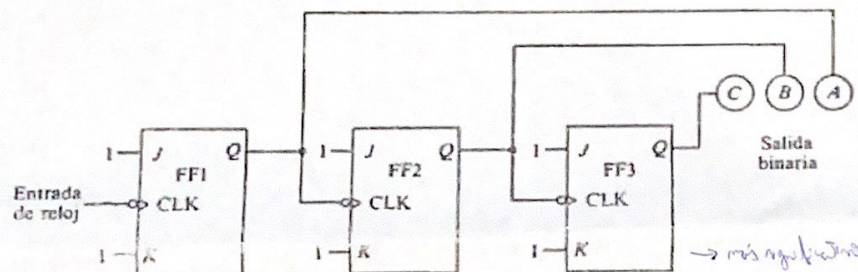 C B A
1 J Q 1 J Q 1 J Q
FF1 FF2 FF3
Salida
binaria
Entrada
de reloj
CLK CLK CLK
1 K 1 K 1 K
→ más